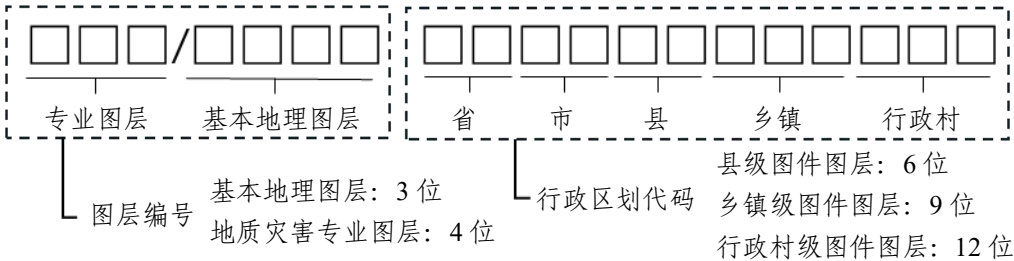 □□□/□□□□ □□□□□□□□□□□□
专业图层 基本地理图层 省 市 县 乡镇 行政村
图层编号
基本地理图层：3 位
地质灾害专业图层：4 位
行政区划代码
县级图件图层：6 位
乡镇级图件图层：9 位
行政村级图件图层：12 位